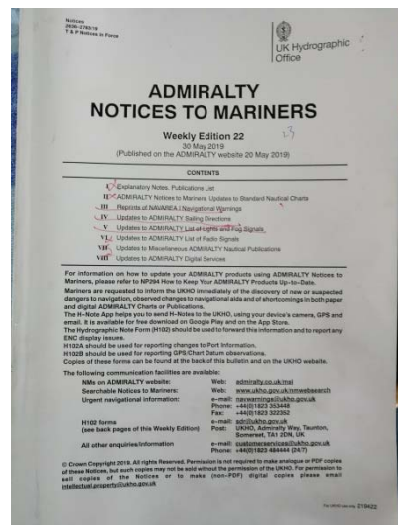 Notices
2636--2760/19
T & P Notices in Force
UK Hydrographic
Office
ADMIRALTY
NOTICES TO MARINERS
Weekly Edition 22
23
30 May 2019
(Published on the ADMIRALTY website 20 May 2019)
CONTENTS
I Explanatory Notes. Publications List
II ADMIRALTY Notices to Mariners Updates to Standard Nautical Charts
III Reprints of NAVAREA I Navigational Warnings
IV Updates to ADMIRALTY Sailing Directions
V Updates to ADMIRALTY List of Lights and Fog Signals
VI Updates to ADMIRALTY List of Radio Signals
VII Updates to Miscellaneous ADMIRALTY Nautical Publications
VIII Updates to ADMIRALTY Digital Services
For information on how to update your ADMIRALTY products using ADMIRALTY Notices to
Mariners, please refer to NP294 How to Keep Your ADMIRALTY Products Up--to--Date.
Mariners are requested to inform the UKHO immediately of the discovery of new or suspected
dangers to navigation, observed changes to navigational aids and of shortcomings in both paper
and digital ADMIRALTY Charts or Publications.
The H--Note App helps you to send H--Notes to the UKHO, using your device's camera, GPS and
email. It is available for free download on Google Play and on the App Store.
The Hydrographic Note Form (H102) should be used to forward this information and to report any
ENC display issues.
H102A should be used for reporting changes to Port Information.
H102B should be used for reporting GPS/Chart Datum observations.
Copies of these forms can be found at the back of this bulletin and on the UKHO website.
The following communication facilities are available:
NMs on ADMIRALTY website: Web: admiralty.co.uk/msi
Searchable Notices to Mariners: Web: www.ukho.gov.uk/nmwebsearch
Urgent navigational information: e--mail: navwarnings@ukho.gov.uk
Phone: +44(0)1823 353448
Fax: +44(0)1823 322352
H102 forms e--mail: sdr@ukho.gov.uk
(see back pages of this Weekly Edition) Post: UKHO, Admiralty Way, Taunton,
Somerset, TA1 2DN, UK
All other enquiries/information e--mail: customerservices@ukho.gov.uk
Phone: +44(0)1823 484444 (24/7)
© Crown Copyright 2019. All rights Reserved. Permission is not required to make analogue or PDF copies
of these Notices, but such copies may not be sold without the permission of the UKHO. For permission to
sell copies of the Notices or to make (non--PDF) digital copies please email
intellectual.property@ukho.gov.uk
218422